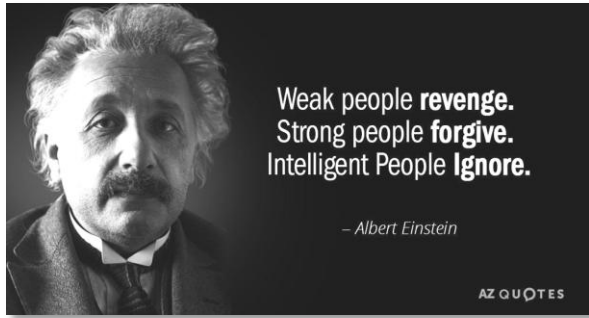 Weak people revenge.
Strong people forgive.
Intelligent People Ignore.
– Albert Einstein
AZ QUOTES